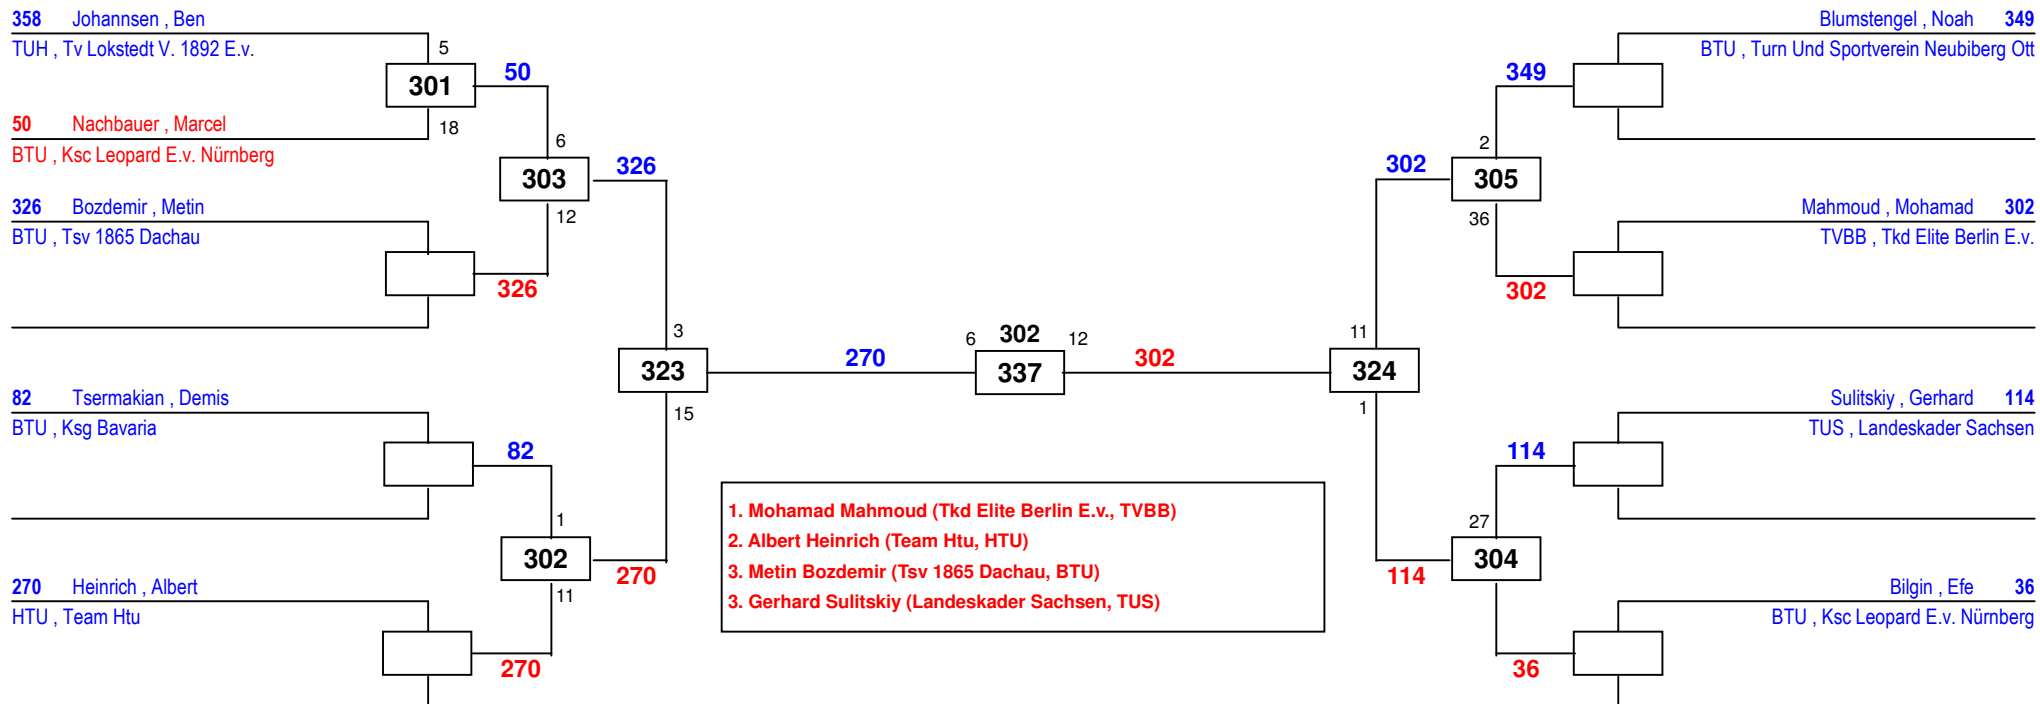 358 Johannsen , Ben
TUH , Tv Lokstedt V. 1892 E.v.
5
301
50
18
50 Nachbauer , Marcel
BTU , Ksc Leopard E.v. Nürnberg
6
303
326
12
326 Bozdemir , Metin
BTU , Tsv 1865 Dachau
326
3
323
270
15
82 Tsermakian , Demis
BTU , Ksg Bavaria
82
1
302
270
11
270 Heinrich , Albert
HTU , Team Htu
270
6 302 12
337
302
1. Mohamad Mahmoud (Tkd Elite Berlin E.v., TVBB)
2. Albert Heinrich (Team Htu, HTU)
3. Metin Bozdemir (Tsv 1865 Dachau, BTU)
3. Gerhard Sulitskiy (Landeskader Sachsen, TUS)
Blumstengel , Noah 349
BTU , Turn Und Sportverein Neubiberg Ott
349
2
302
305
36
Mahmoud , Mohamad 302
TVBB , Tkd Elite Berlin E.v.
302
11
324
1
Sulitskiy , Gerhard 114
TUS , Landeskader Sachsen
114
27
304
114
Bilgin , Efe 36
BTU , Ksc Leopard E.v. Nürnberg
36